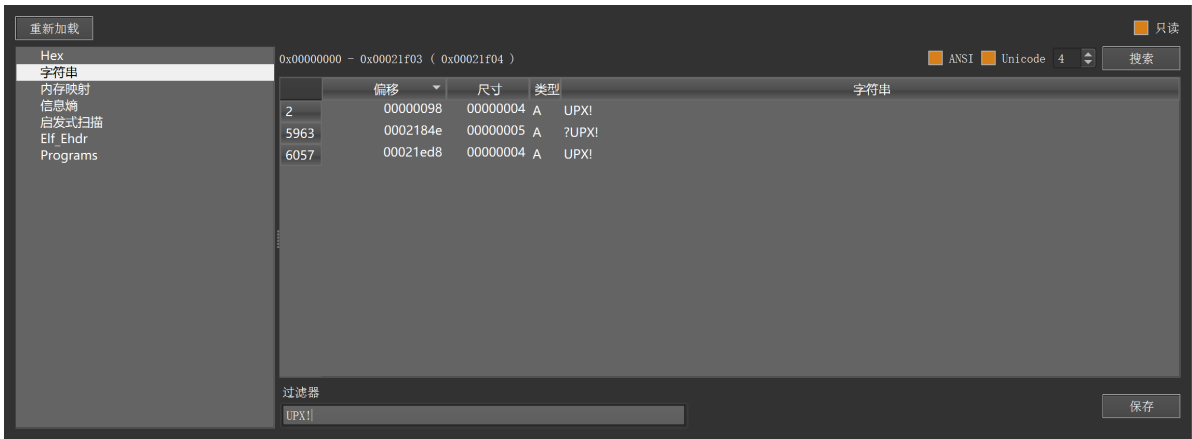 重新加载
只读
Hex
字符串
内存映射
信息熵
启发式扫描
Elf_Ehdr
Programs
0x00000000 - 0x00021f03 ( 0x00021f04 )
ANSI Unicode 4 搜索
偏移 尺寸 类型 字符串
2 00000098 00000004 A UPX!
5963 0002184e 00000005 A ?UPX!
6057 00021ed8 00000004 A UPX!
过滤器
UPX!
保存